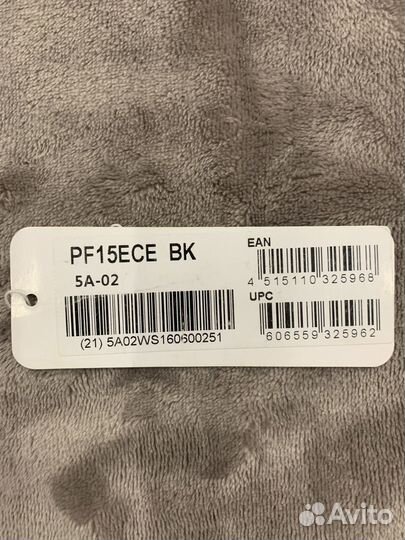 PF15ECE BK
5A-02
(21) 5A02WS160600251
EAN
4 515110 325968
UPC
606559 325962
Avito